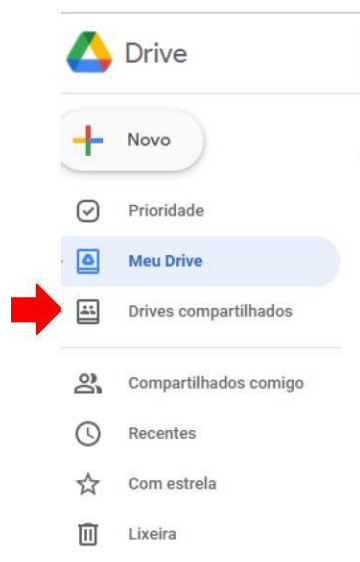 Drive
Novo
Prioridade
Meu Drive
Drives compartilhados
Compartilhados comigo
Recentes
Com estrela
Lixeira